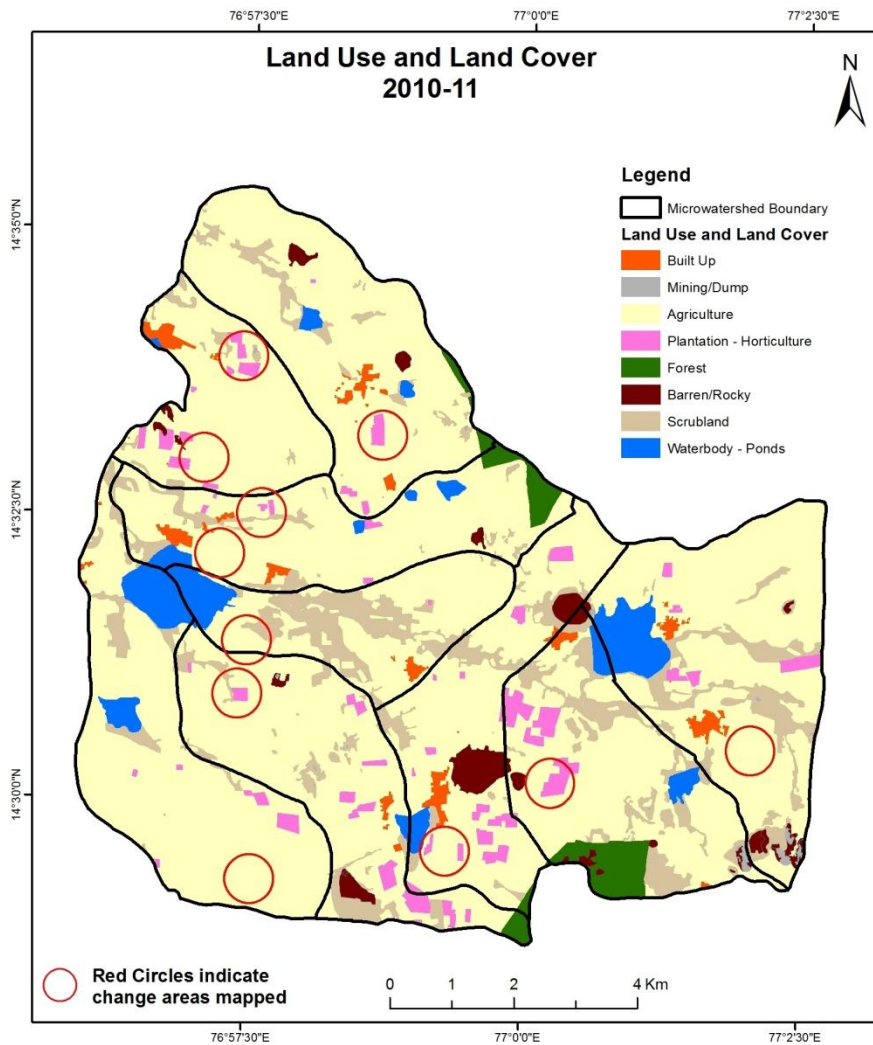 76°57'30"E
77°0'0"E
77°2'30"E
Land Use and Land Cover
2010-11
N
Legend
Microwatershed Boundary
Land Use and Land Cover
Built Up
Mining/Dump
Agriculture
Plantation - Horticulture
Forest
Barren/Rocky
Scrubland
Waterbody - Ponds
14°35'0"N
14°32'30"N
14°30'0"N
Red Circles indicate
change areas mapped
0 1 2 4 Km
76°57'30"E
77°0'0"E
77°2'30"E